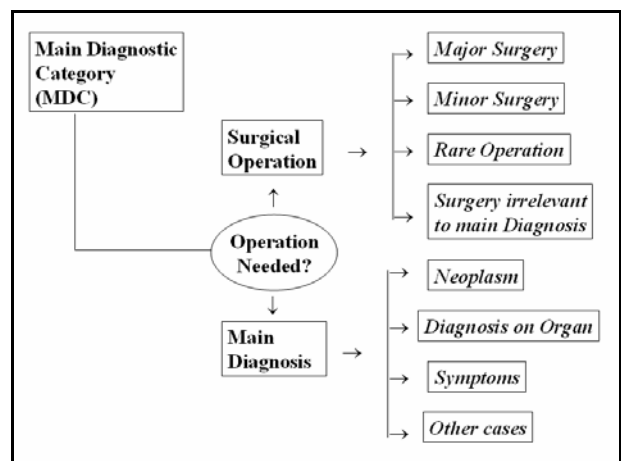 Main Diagnostic
Category
(MDC)
Surgical
Operation
Operation
Needed?
Main
Diagnosis
Major Surgery
Minor Surgery
Rare Operation
Surgery irrelevant
to main Diagnosis
Neoplasm
Diagnosis on Organ
Symptoms
Other cases